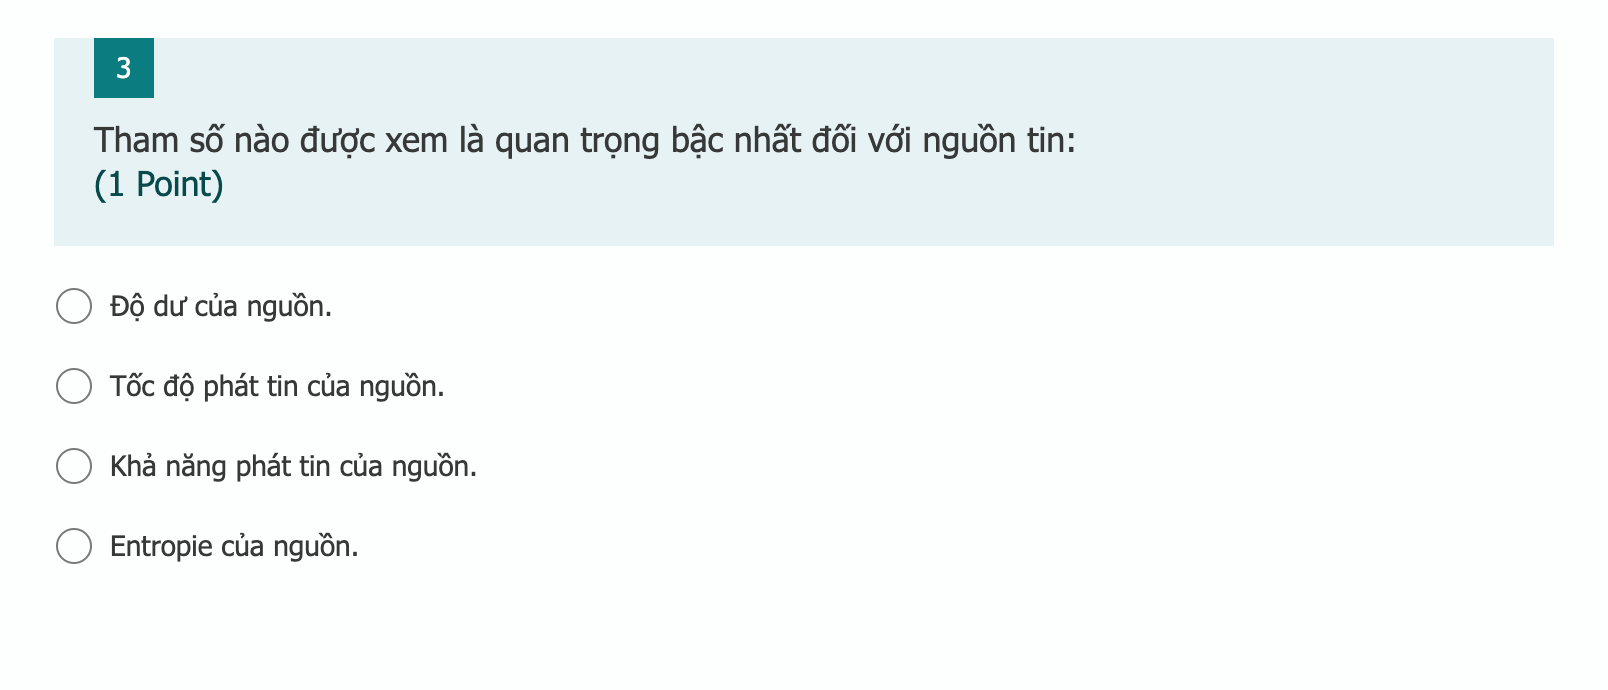 3
Tham số nào được xem là quan trọng bậc nhất đối với nguồn tin:
(1 Point)
Độ dư của nguồn.
Tốc độ phát tin của nguồn.
Khả năng phát tin của nguồn.
Entropie của nguồn.